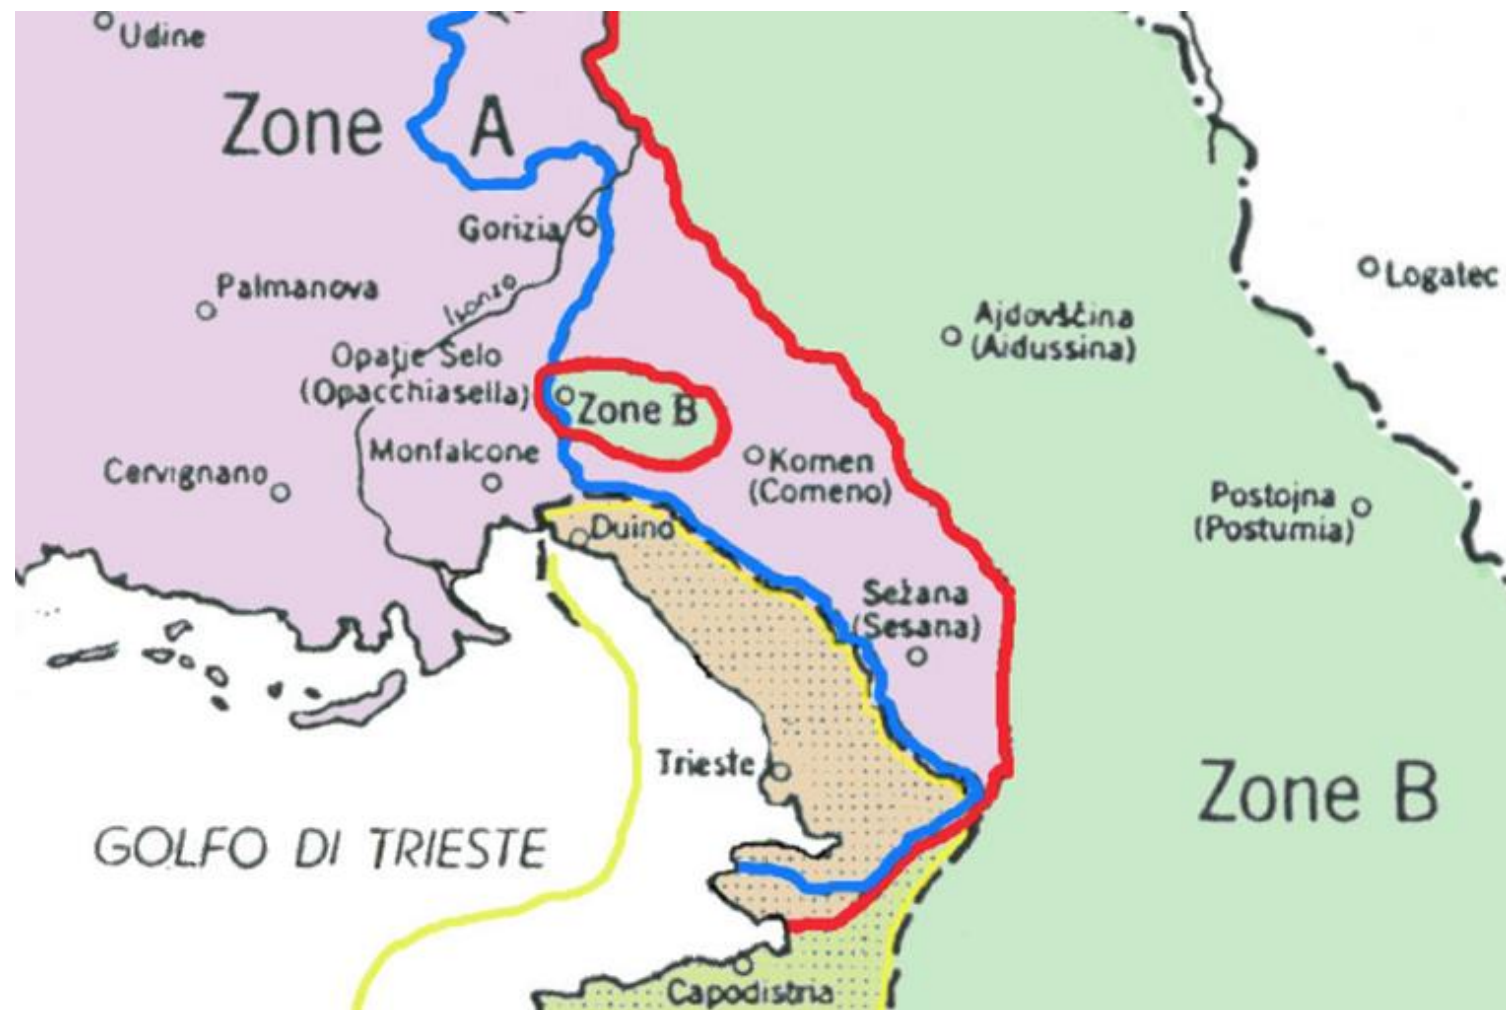 Udine
Zone A
Gorizia
Palmanova
Isonzo
Logatec
Ajdovščina
(Aidussina)
Opatje Selo
(Opacchiasella)
Zone B
Monfalcone
Cervignano
Komen
(Comeno)
Postojna
(Postumia)
Duino
Sežana
(Sesana)
Trieste
Zone B
GOLFO DI TRIESTE
Capodistria